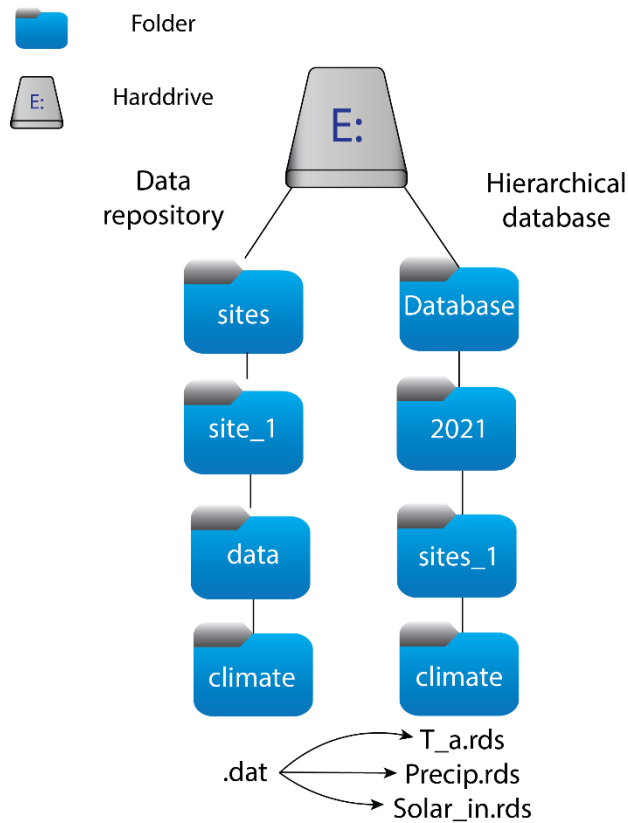 Folder
E:
Harddrive
E:
Data
repository
Hierarchical
database
sites
Database
site_1
2021
data
sites_1
climate
climate
.dat
T_a.rds
Precip.rds
Solar_in.rds